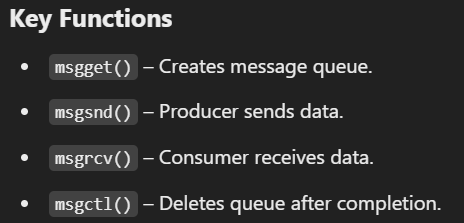 Key Functions
• msgget() – Creates message queue.
• msgsnd() – Producer sends data.
• msgrcv() – Consumer receives data.
• msgctl() – Deletes queue after completion.